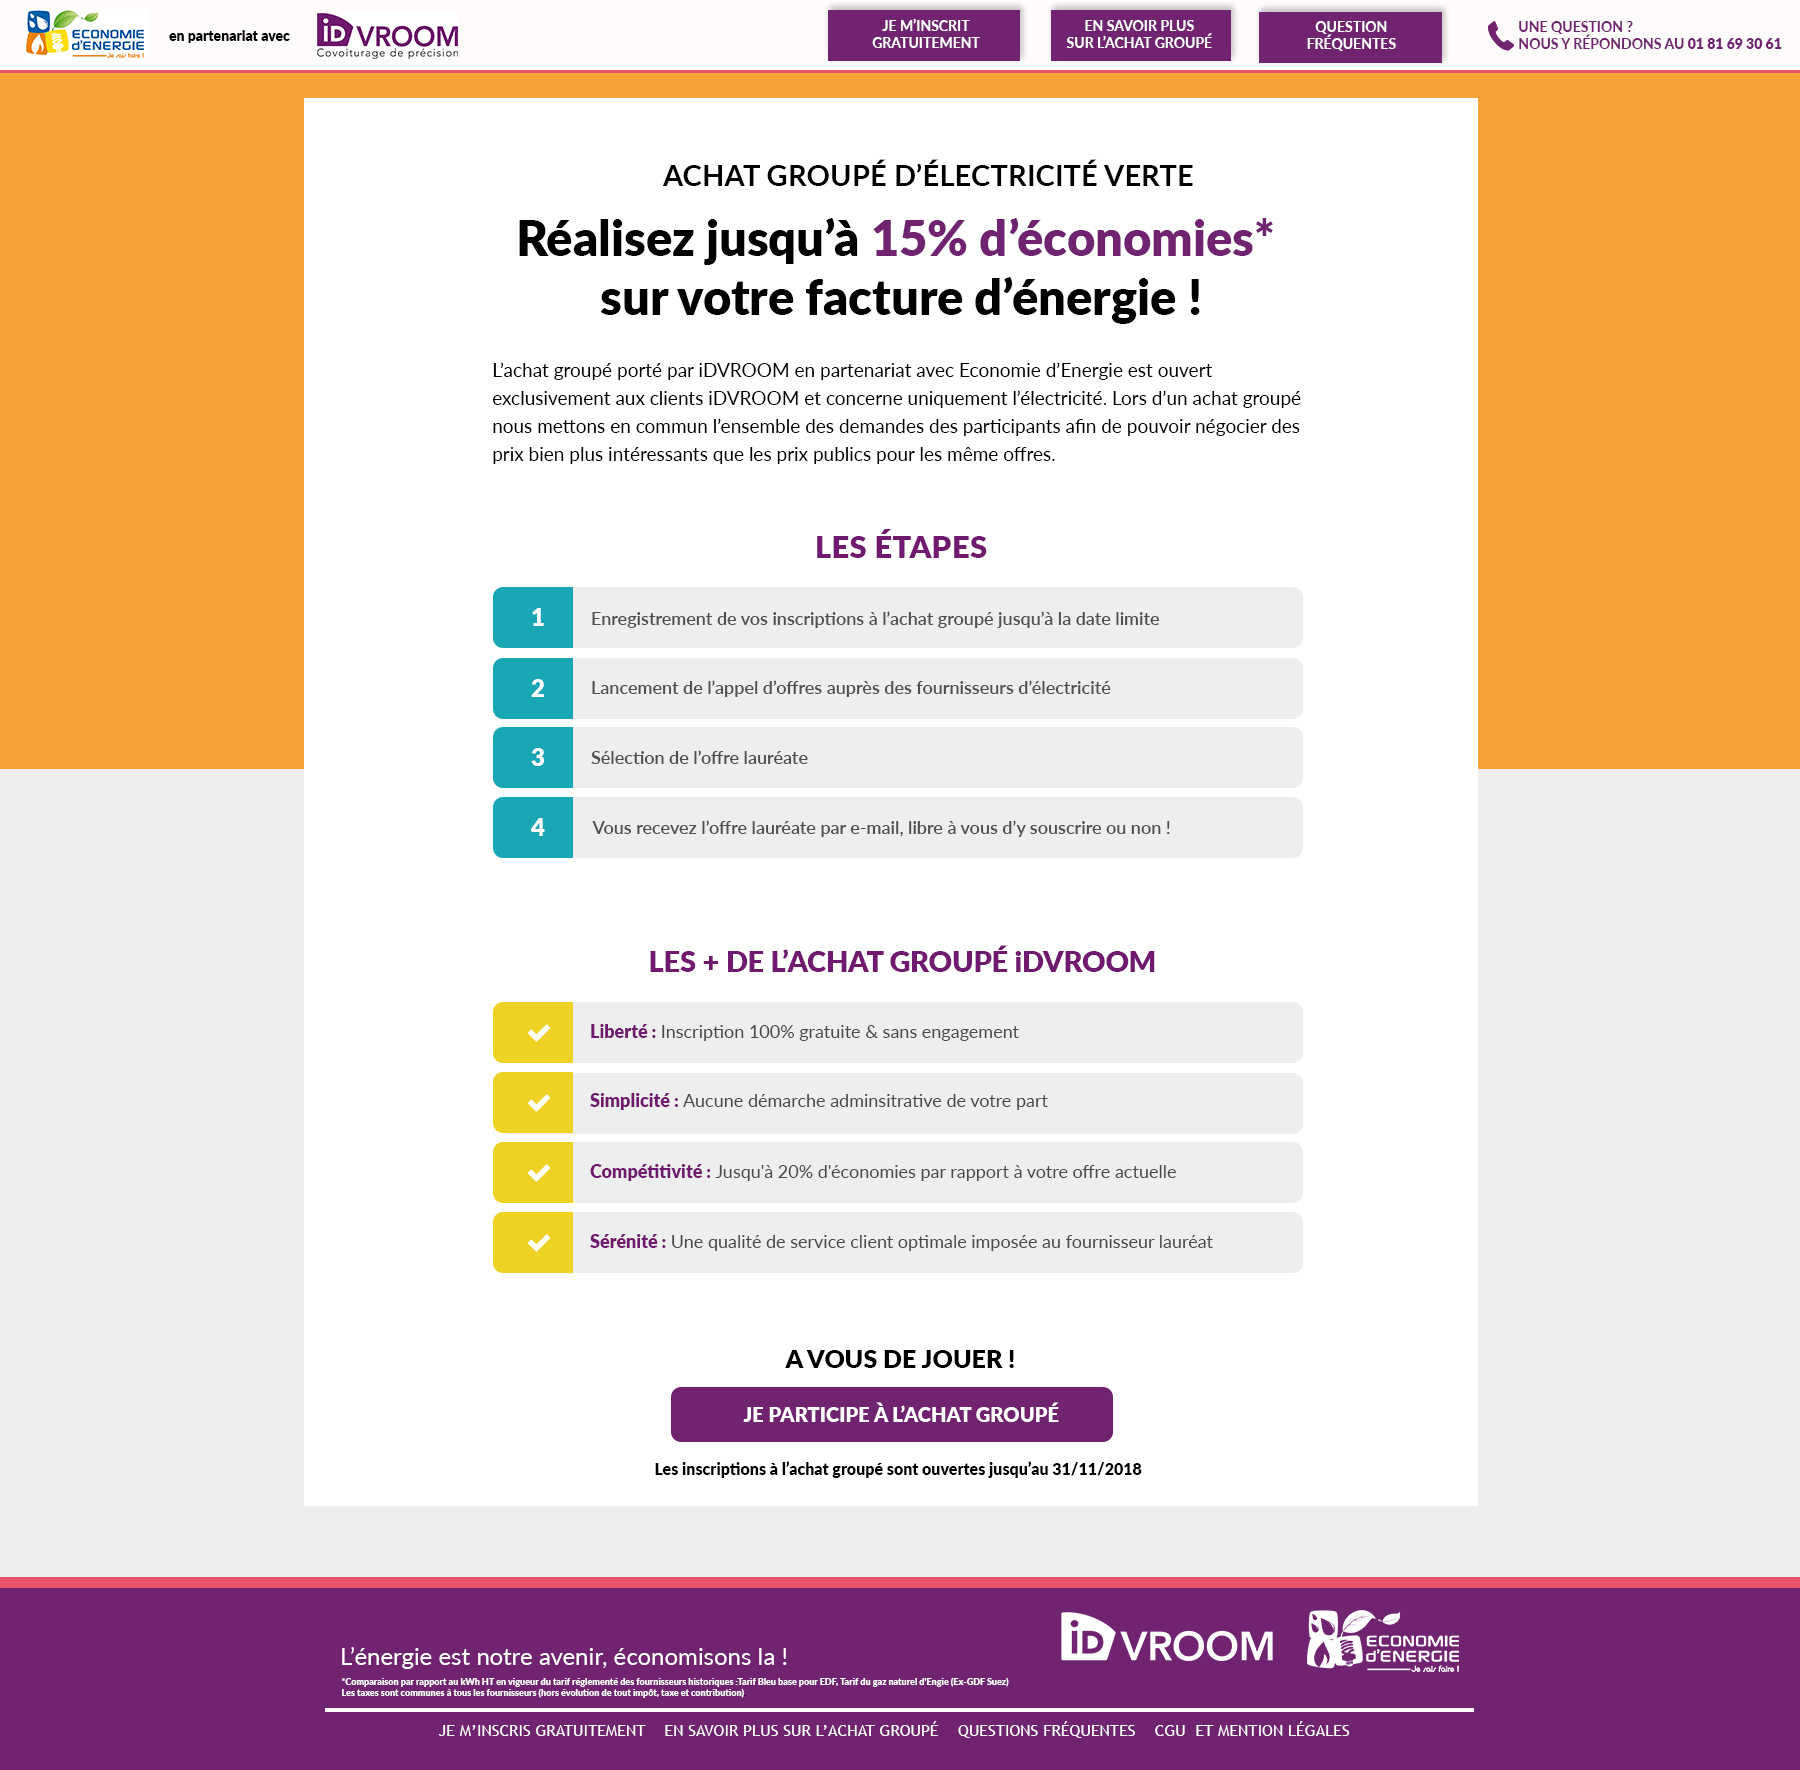 ECONOMIE
d'ENERGIE
Je sais faire !
en partenariat avec
iD VROOM
Covoiturage de précision
JE M’INSCRIT
GRATUITEMENT
EN SAVOIR PLUS
SUR L’ACHAT GROUPÉ
QUESTION
FRÉQUENTES
UNE QUESTION ?
NOUS Y RÉPONDONS AU 01 81 69 30 61
ACHAT GROUPÉ D’ÉLECTRICITÉ VERTE
Réalisez jusqu’à 15% d’économies*
sur votre facture d’énergie !
L’achat groupé porté par iDVROOM en partenariat avec Economie d’Energie est ouvert
exclusivement aux clients iDVROOM et concerne uniquement l’électricité. Lors d’un achat groupé
nous mettons en commun l’ensemble des demandes des participants afin de pouvoir négocier des
prix bien plus intéressants que les prix publics pour les même offres.
LES ÉTAPES
1 Enregistrement de vos inscriptions à l’achat groupé jusqu’à la date limite
2 Lancement de l’appel d’offres auprès des fournisseurs d’électricité
3 Sélection de l’offre lauréate
4 Vous recevez l’offre lauréate par e-mail, libre à vous d’y souscrire ou non !
LES + DE L’ACHAT GROUPÉ iDVROOM
Liberté : Inscription 100% gratuite & sans engagement
Simplicité : Aucune démarche adminsitrative de votre part
Compétitivité : Jusqu'à 20% d'économies par rapport à votre offre actuelle
Sérénité : Une qualité de service client optimale imposée au fournisseur lauréat
A VOUS DE JOUER !
JE PARTICIPE À L’ACHAT GROUPÉ
Les inscriptions à l’achat groupé sont ouvertes jusqu’au 31/11/2018
iD VROOM
ECONOMIE
d'ENERGIE
Je sais faire !
L’énergie est notre avenir, économisons la !
*Comparaison par rapport au kWh HT en vigueur du tarif réglementé des fournisseurs historiques :Tarif Bleu base pour EDF, Tarif du gaz naturel d'Engie (Ex-GDF Suez)
Les taxes sont communes à tous les fournisseurs (hors évolution de tout impôt, taxe et contribution)
JE M’INSCRIS GRATUITEMENT EN SAVOIR PLUS SUR L’ACHAT GROUPÉ QUESTIONS FRÉQUENTES CGU ET MENTION LÉGALES